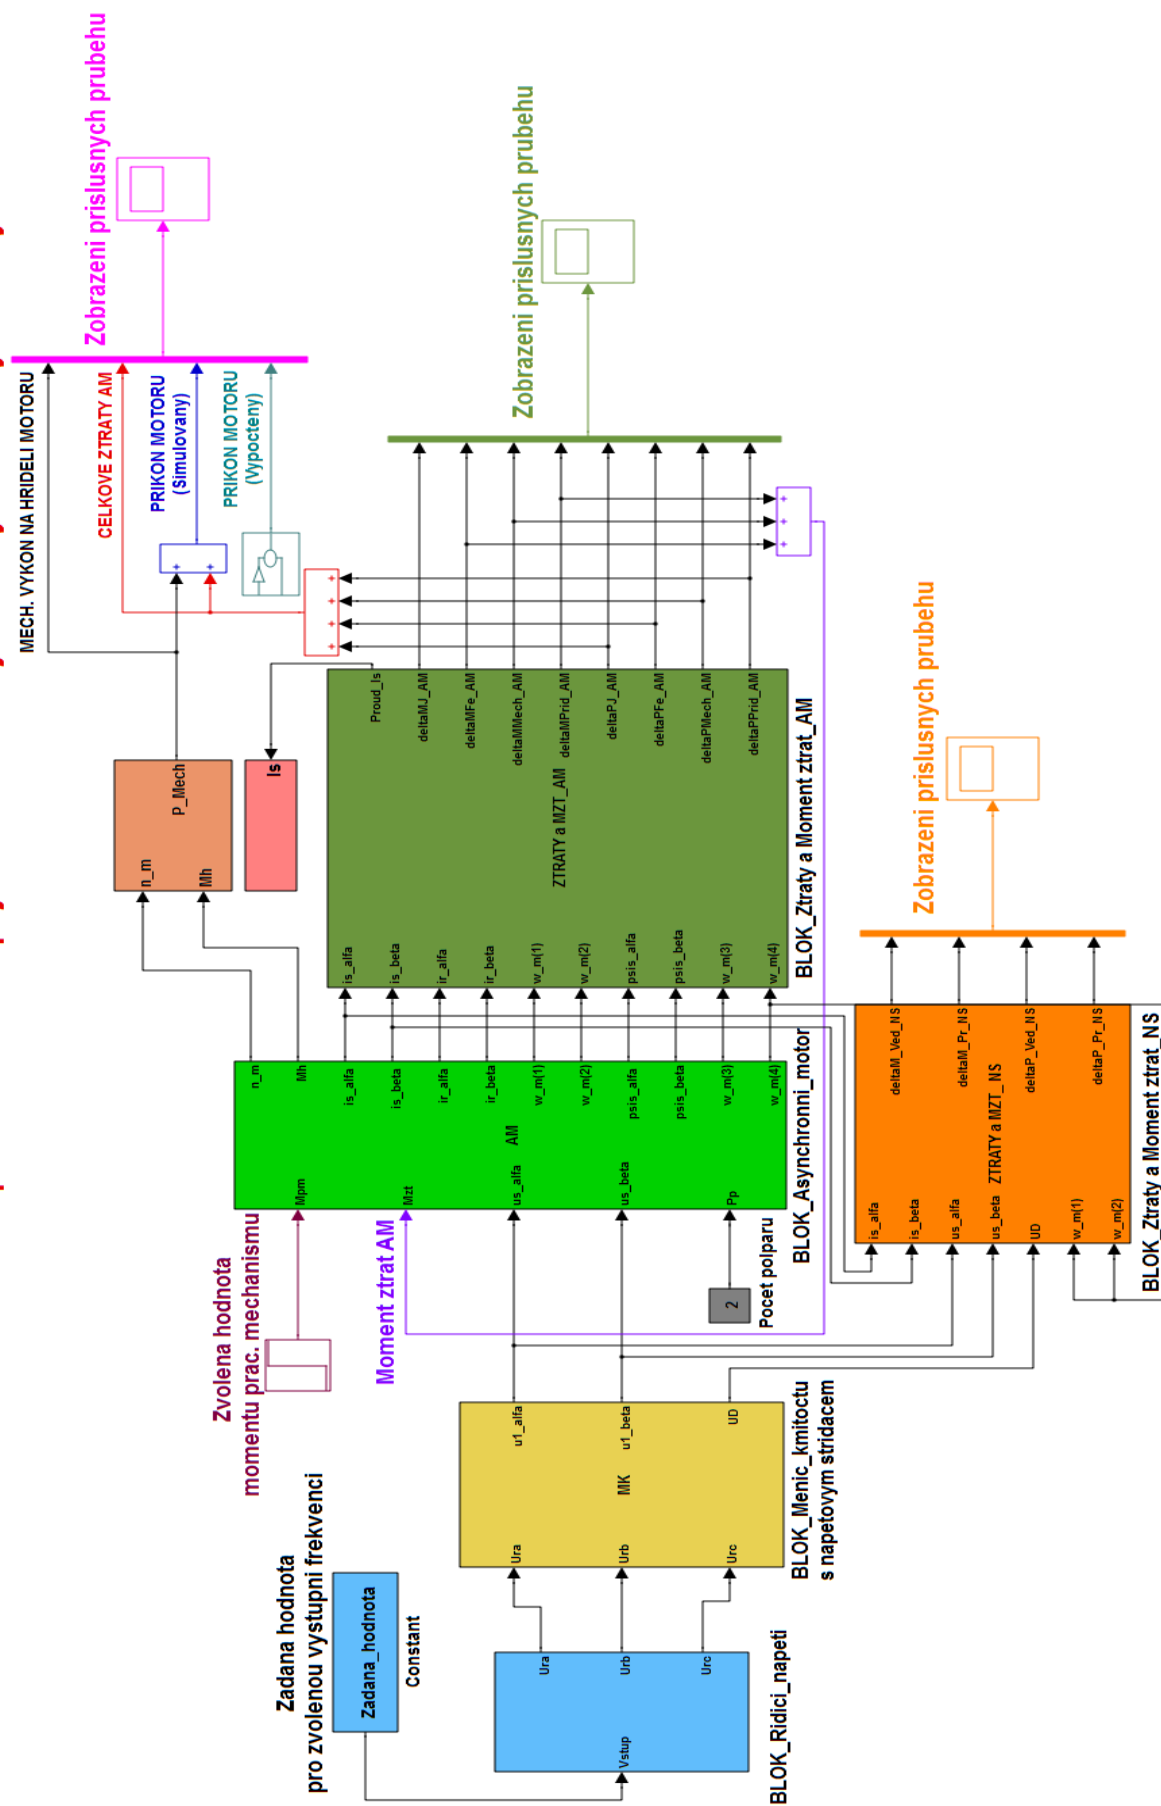 MECH. VYKON NA HRIDELI MOTORU
CELKOVE ZTRATY AM
PRIKON MOTORU
(Simulovany)
PRIKON MOTORU
(Vypocteny)
Zobrazeni prislusnych prubehu
n_m
Mh
P_Mech
Is
Zadana hodnota
pro zvolenou vystupni frekvenci
Zadana_hodnota
Constant
Vstup
Ura
Urb
Urc
BLOK_Ridici_napeti
Ura
Urb
Urc
MK
u1_alfa
u1_beta
UD
BLOK_Menic_kmitoctu
s napetovym stridacem
Zvolena hodnota
momentu prac. mechanismu
Moment ztrat AM
2
Pocet polparu
Mpm
Mzt
us_alfa
us_beta
Pp
AM
n_m
Mh
is_alfa
is_beta
ir_alfa
ir_beta
w_m(1)
w_m(2)
psis_alfa
psis_beta
w_m(3)
w_m(4)
BLOK_Asynchronni_motor
is_alfa
is_beta
ir_alfa
ir_beta
w_m(1)
w_m(2)
psis_alfa
psis_beta
w_m(3)
w_m(4)
ZTRATY a MZT_AM
Proud_Is
deltaMJ_AM
deltaMFe_AM
deltaMMech_AM
deltaMPrid_AM
deltaPJ_AM
deltaPFe_AM
deltaPMech_AM
deltaPPrid_AM
BLOK_Ztraty a Moment ztrat_AM
Zobrazeni prislusnych prubehu
is_alfa
is_beta
us_alfa
us_beta
UD
w_m(1)
w_m(2)
ZTRATY a MZT_NS
deltaM_Ved_NS
deltaM_Pr_NS
deltaP_Ved_NS
deltaP_Pr_NS
BLOK_Ztraty a Moment ztrat_NS
Zobrazeni prislusnych prubehu